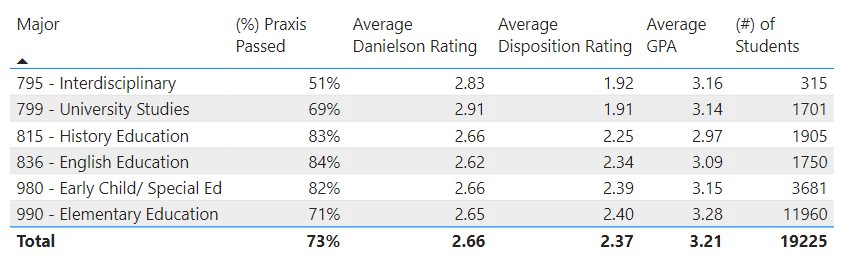 Major (%) Praxis Passed Average Danielson Rating Average Disposition Rating Average GPA (#) of Students
795 - Interdisciplinary 51% 2.83 1.92 3.16 315
799 - University Studies 69% 2.91 1.91 3.14 1701
815 - History Education 83% 2.66 2.25 2.97 1905
836 - English Education 84% 2.62 2.34 3.09 1750
980 - Early Child/ Special Ed 82% 2.66 2.39 3.15 3681
990 - Elementary Education 71% 2.65 2.40 3.28 11960
Total 73% 2.66 2.37 3.21 19225